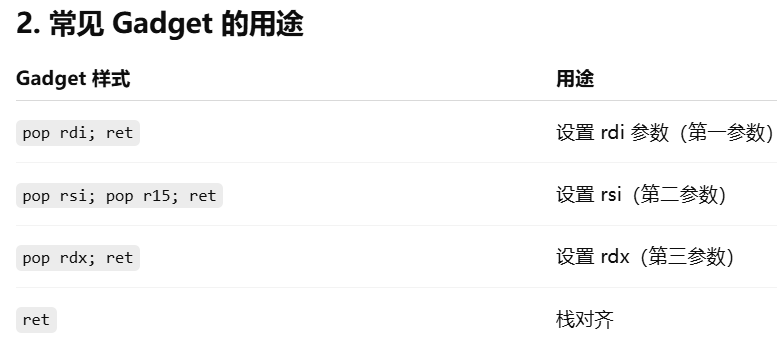 2. 常见 Gadget 的用途
Gadget 样式 用途
pop rdi; ret 设置 rdi 参数（第一参数）
pop rsi; pop r15; ret 设置 rsi（第二参数）
pop rdx; ret 设置 rdx（第三参数）
ret 栈对齐